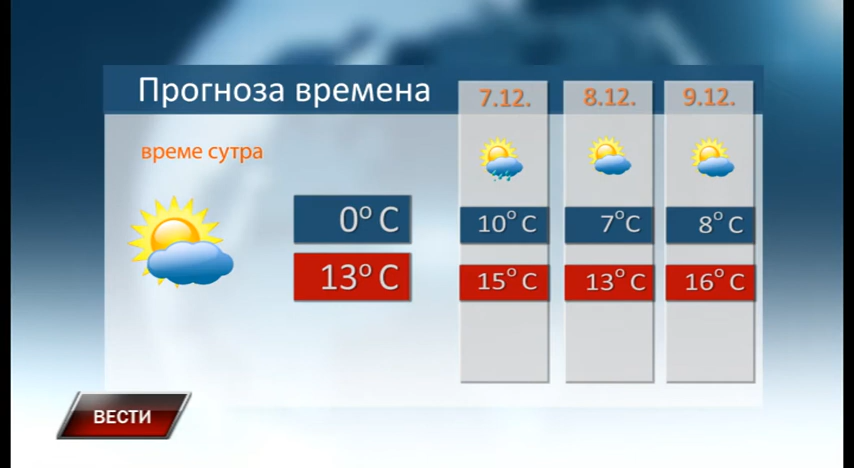 Прогноза времена
време сутра
0° C
13° C
7.12.
10° C
15° C
8.12.
7°C
13° C
9.12.
8° C
16° C
ВЕСТИ